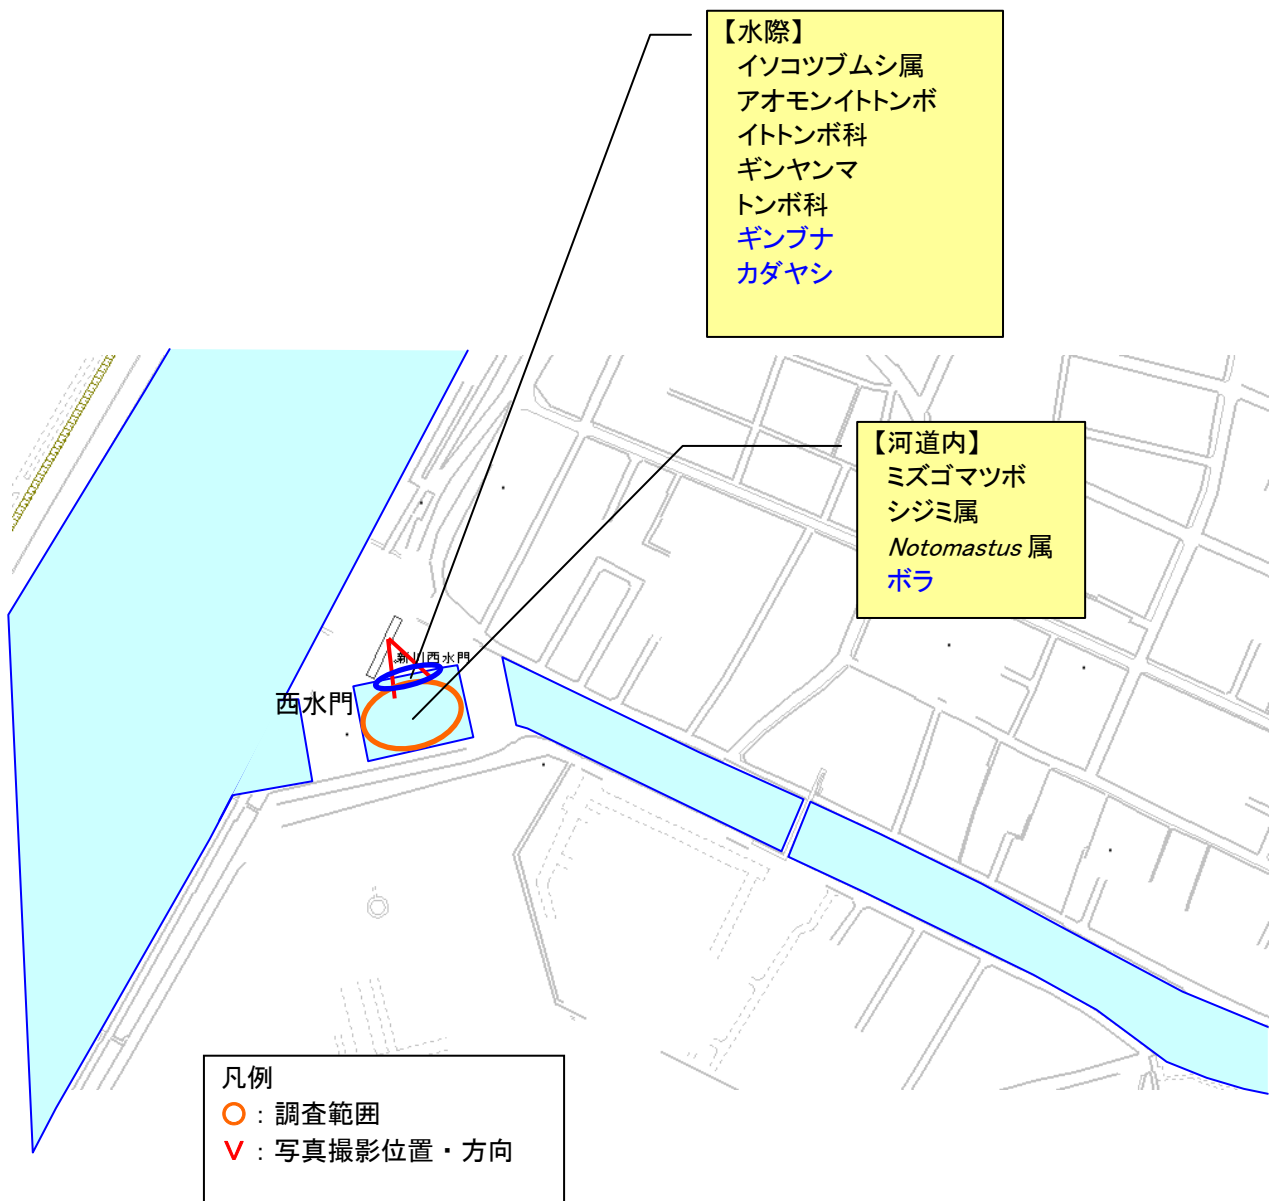 【水際】
イソコツブムシ属
アオモンイトトンボ
イトトンボ科
ギンヤンマ
トンボ科
ギンブナ
カダヤシ
【河道内】
ミズゴマツボ
シジミ属
Notomastus 属
ボラ
新川西水門
西水門
凡例
：調査範囲
：写真撮影位置・方向